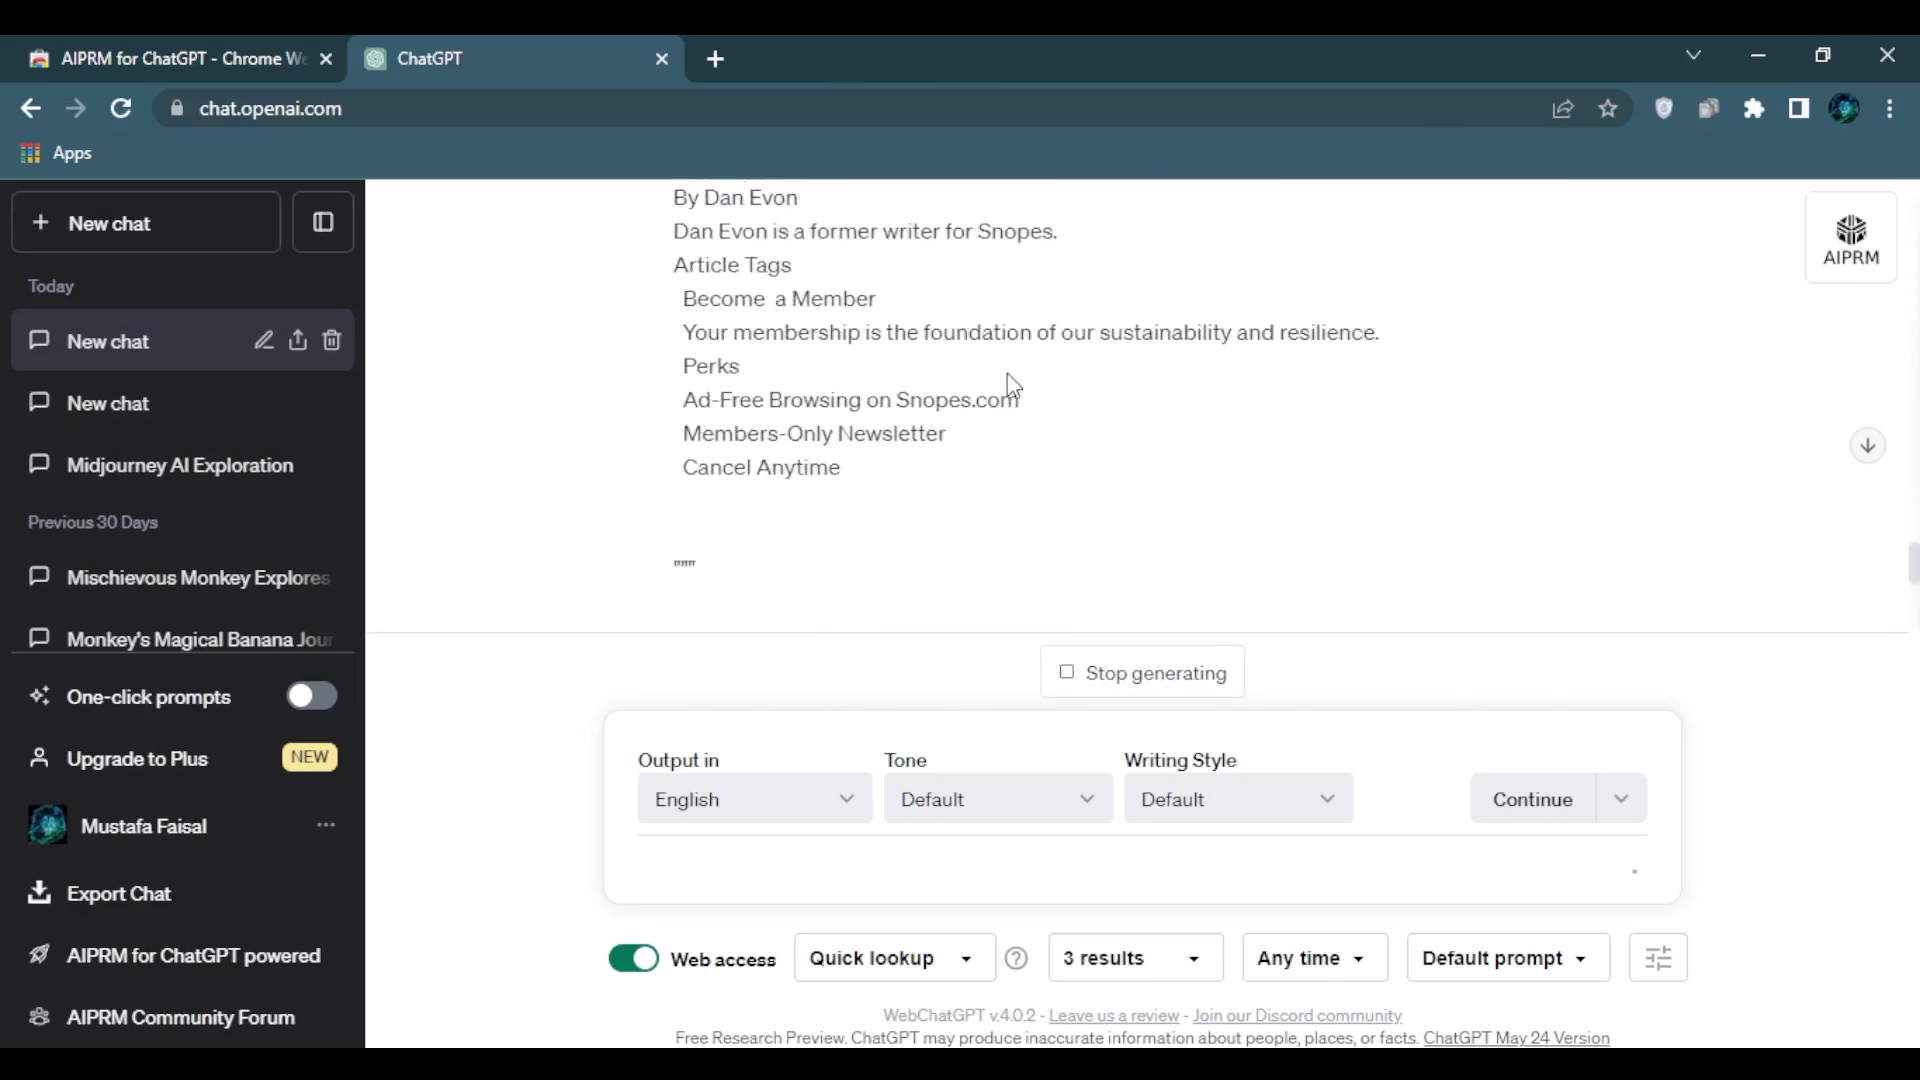 AIPRM for ChatGPT - Chrome We
ChatGPT
chat.openai.com
Apps
New chat
Today
New chat
New chat
Midjourney AI Exploration
Previous 30 Days
Mischievous Monkey Explores
Monkey's Magical Banana Jour
One-click prompts
Upgrade to Plus NEW
Mustafa Faisal
Export Chat
AIPRM for ChatGPT powered
AIPRM Community Forum
By Dan Evon
Dan Evon is a former writer for Snopes.
Article Tags
Become a Member
Your membership is the foundation of our sustainability and resilience.
Perks
Ad-Free Browsing on Snopes.com
Members-Only Newsletter
Cancel Anytime
"""
AIPRM
Stop generating
Output in Tone Writing Style
English Default Default Continue
Web access Quick lookup 3 results Any time Default prompt
WebChatGPT v.4.0.2 - Leave us a review - Join our Discord community
Free Research Preview. ChatGPT may produce inaccurate information about people, places, or facts. ChatGPT May 24 Version